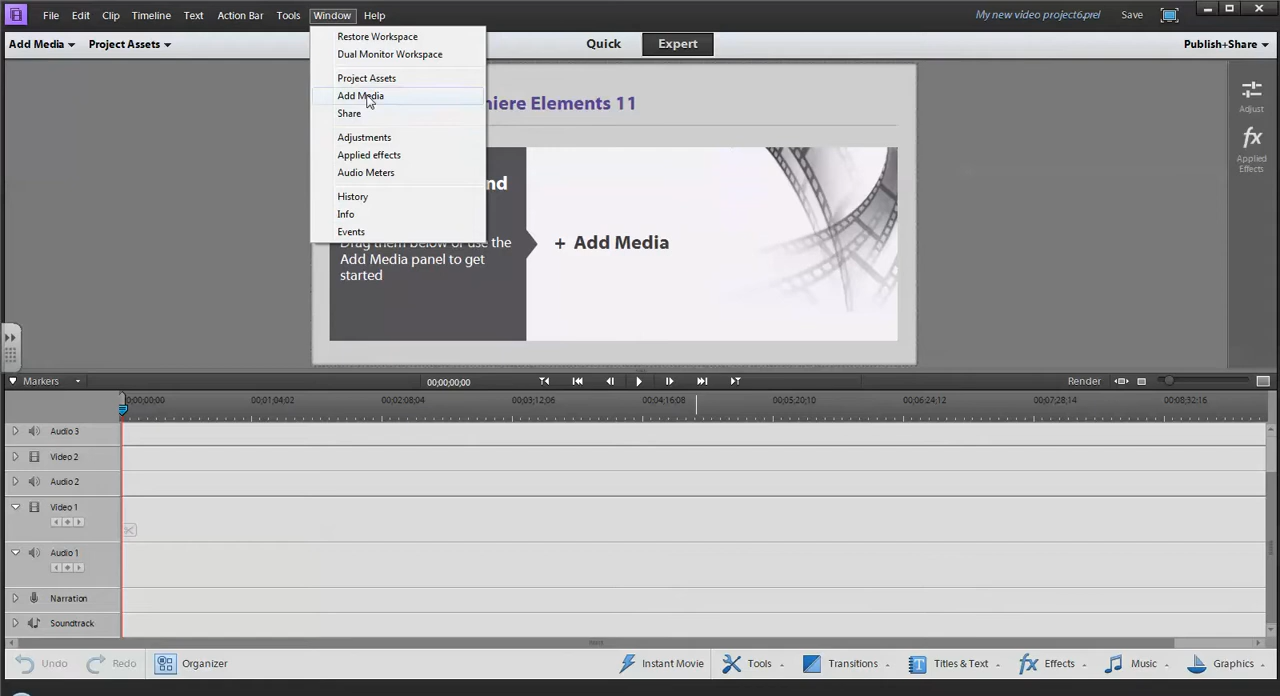 File Edit Clip Timeline Text Action Bar Tools Window Help My new video project6.prel Save
Add Media Project Assets Quick Expert Publish+Share
Restore Workspace
Dual Monitor Workspace
Project Assets
Add Media
Share
Adjustments
Applied effects
Audio Meters
History
Info
Events
Elements 11
nd
Drag them below or use the
Add Media panel to get
started
+ Add Media
Adjust
fx
Applied
Effects
Markers 00;00;00;00 Render
0;00;00;00 00;01;04;02 00;02;08;04 00;03;12;06 00;04;16;08 00;05;20;10 00;06;24;12 00;07;28;14 00;08;32;16
Audio 3
Video 2
Audio 2
Video 1
Audio 1
Narration
Soundtrack
Undo Redo Organizer Instant Movie Tools Transitions T Titles & Text fx Effects Music Graphics